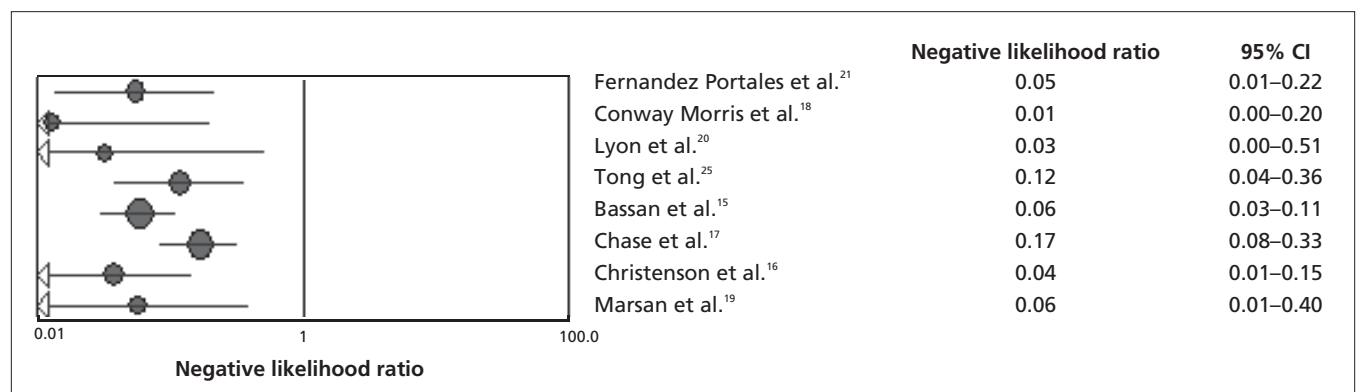 Negative likelihood ratio 95% CI
Fernandez Portales et al.²¹ 0.05 0.01–0.22
Conway Morris et al.¹⁸ 0.01 0.00–0.20
Lyon et al.²⁰ 0.03 0.00–0.51
Tong et al.²⁵ 0.12 0.04–0.36
Bassan et al.¹⁵ 0.06 0.03–0.11
Chase et al.¹⁷ 0.17 0.08–0.33
Christenson et al.¹⁶ 0.04 0.01–0.15
Marsan et al.¹⁹ 0.06 0.01–0.40
0.01 1 100.0
Negative likelihood ratio